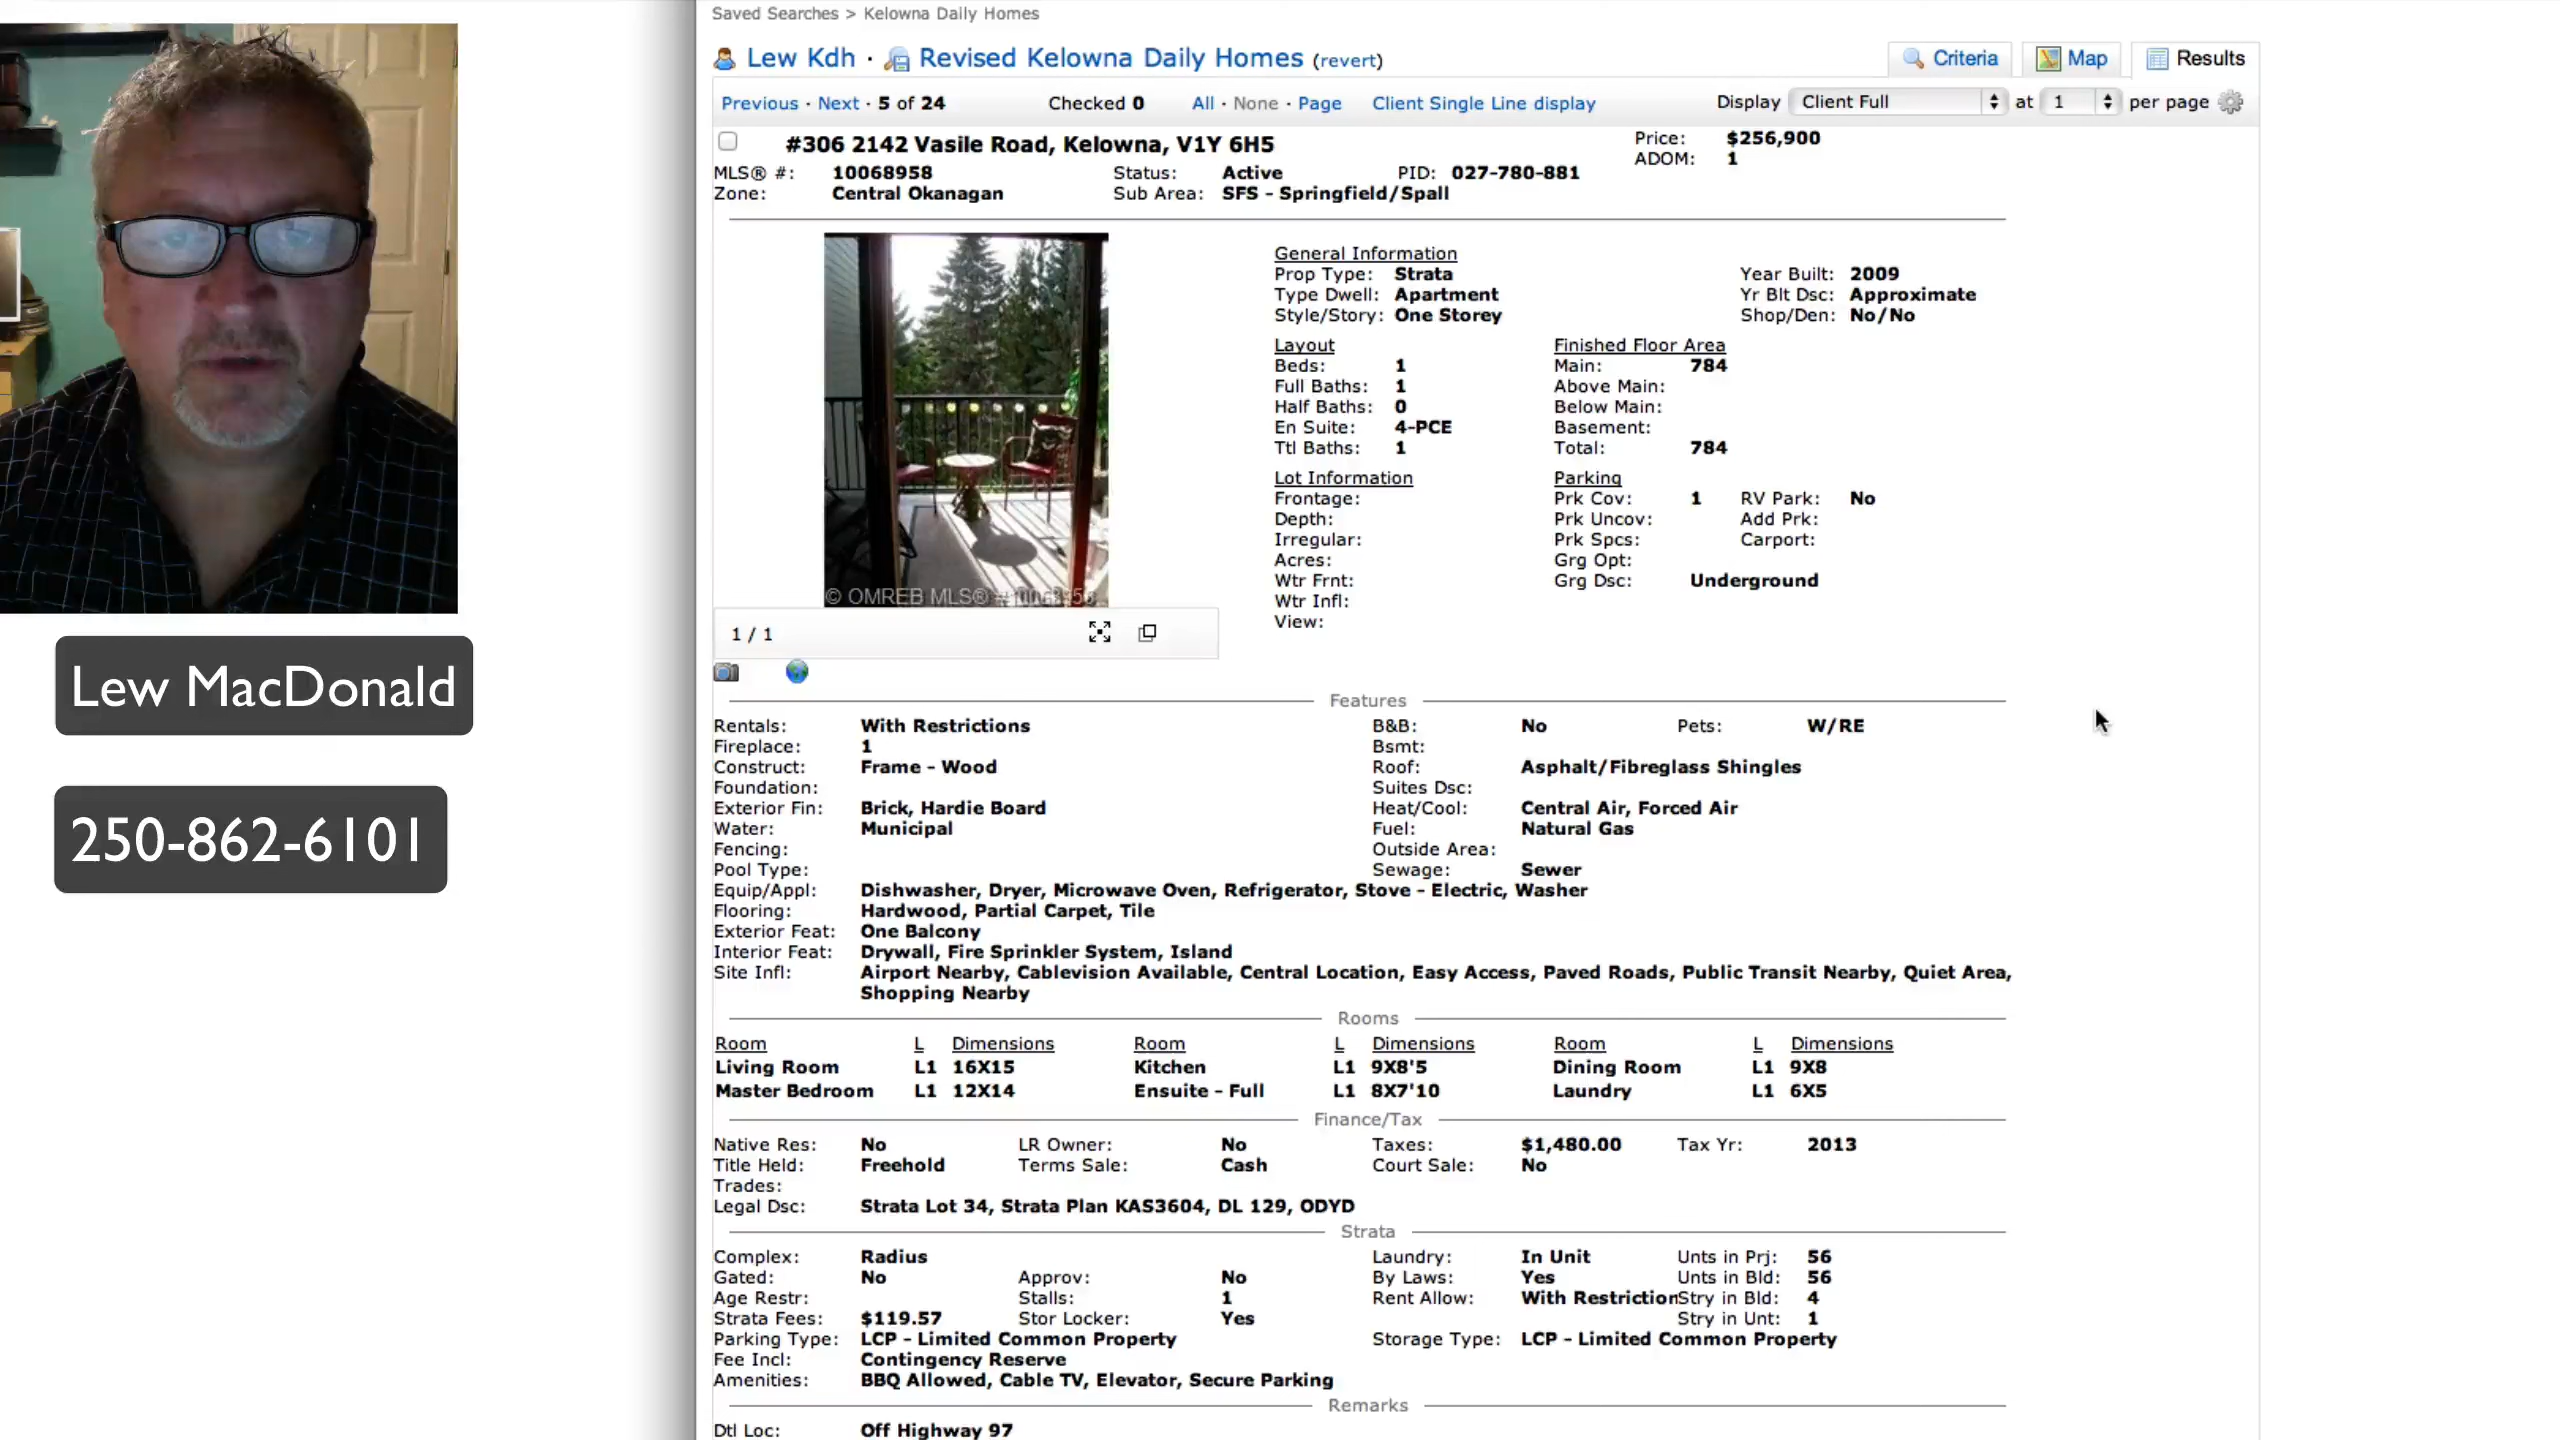 Saved Searches > Kelowna Daily Homes
Lew Kdh · Revised Kelowna Daily Homes (revert)
Criteria Map Results
Previous · Next · 5 of 24 Checked 0 All · None · Page Client Single Line display Display Client Full at 1 per page
#306 2142 Vasile Road, Kelowna, V1Y 6H5 Price: $256,900
ADOM: 1
MLS® #: 10068958 Status: Active PID: 027-780-881
Zone: Central Okanagan Sub Area: SFS - Springfield/Spall
General Information
Prop Type: Strata Year Built: 2009
Type Dwell: Apartment Yr Blt Dsc: Approximate
Style/Story: One Storey Shop/Den: No/No
Layout Finished Floor Area
Beds: 1 Main: 784
Full Baths: 1 Above Main:
Half Baths: 0 Below Main:
En Suite: 4-PCE Basement:
Ttl Baths: 1 Total: 784
Lot Information Parking
Frontage: Prk Cov: 1 RV Park: No
Depth: Prk Uncov: Add Prk:
Irregular: Prk Spcs: Carport:
Acres: Grg Opt:
Wtr Frnt: Grg Dsc: Underground
© OMREB MLS®
Wtr Infl:
View:
1 / 1
Lew MacDonald
250-862-6101
Features
Rentals: With Restrictions B&B: No Pets: W/RE
Fireplace: 1 Bsmt:
Construct: Frame - Wood Roof: Asphalt/Fibreglass Shingles
Foundation: Suites Dsc:
Exterior Fin: Brick, Hardie Board Heat/Cool: Central Air, Forced Air
Water: Municipal Fuel: Natural Gas
Fencing: Outside Area:
Pool Type: Sewage: Sewer
Equip/Appl: Dishwasher, Dryer, Microwave Oven, Refrigerator, Stove - Electric, Washer
Flooring: Hardwood, Partial Carpet, Tile
Exterior Feat: One Balcony
Interior Feat: Drywall, Fire Sprinkler System, Island
Site Infl: Airport Nearby, Cablevision Available, Central Location, Easy Access, Paved Roads, Public Transit Nearby, Quiet Area,
Shopping Nearby
Rooms
Room L Dimensions Room L Dimensions Room L Dimensions
Living Room L1 16X15 Kitchen L1 9X8'5 Dining Room L1 9X8
Master Bedroom L1 12X14 Ensuite - Full L1 8X7'10 Laundry L1 6X5
Finance/Tax
Native Res: No LR Owner: No Taxes: $1,480.00 Tax Yr: 2013
Title Held: Freehold Terms Sale: Cash Court Sale: No
Trades:
Legal Dsc: Strata Lot 34, Strata Plan KAS3604, DL 129, ODYD
Strata
Complex: Radius Laundry: In Unit Unts in Prj: 56
Gated: No Approv: No By Laws: Yes Unts in Bld: 56
Age Restr: Stalls: 1 Rent Allow: With Restriction Stry in Bld: 4
Strata Fees: $119.57 Stor Locker: Yes Stry in Unt: 1
Parking Type: LCP - Limited Common Property Storage Type: LCP - Limited Common Property
Fee Incl: Contingency Reserve
Amenities: BBQ Allowed, Cable TV, Elevator, Secure Parking
Remarks
Dtl Loc: Off Highway 97